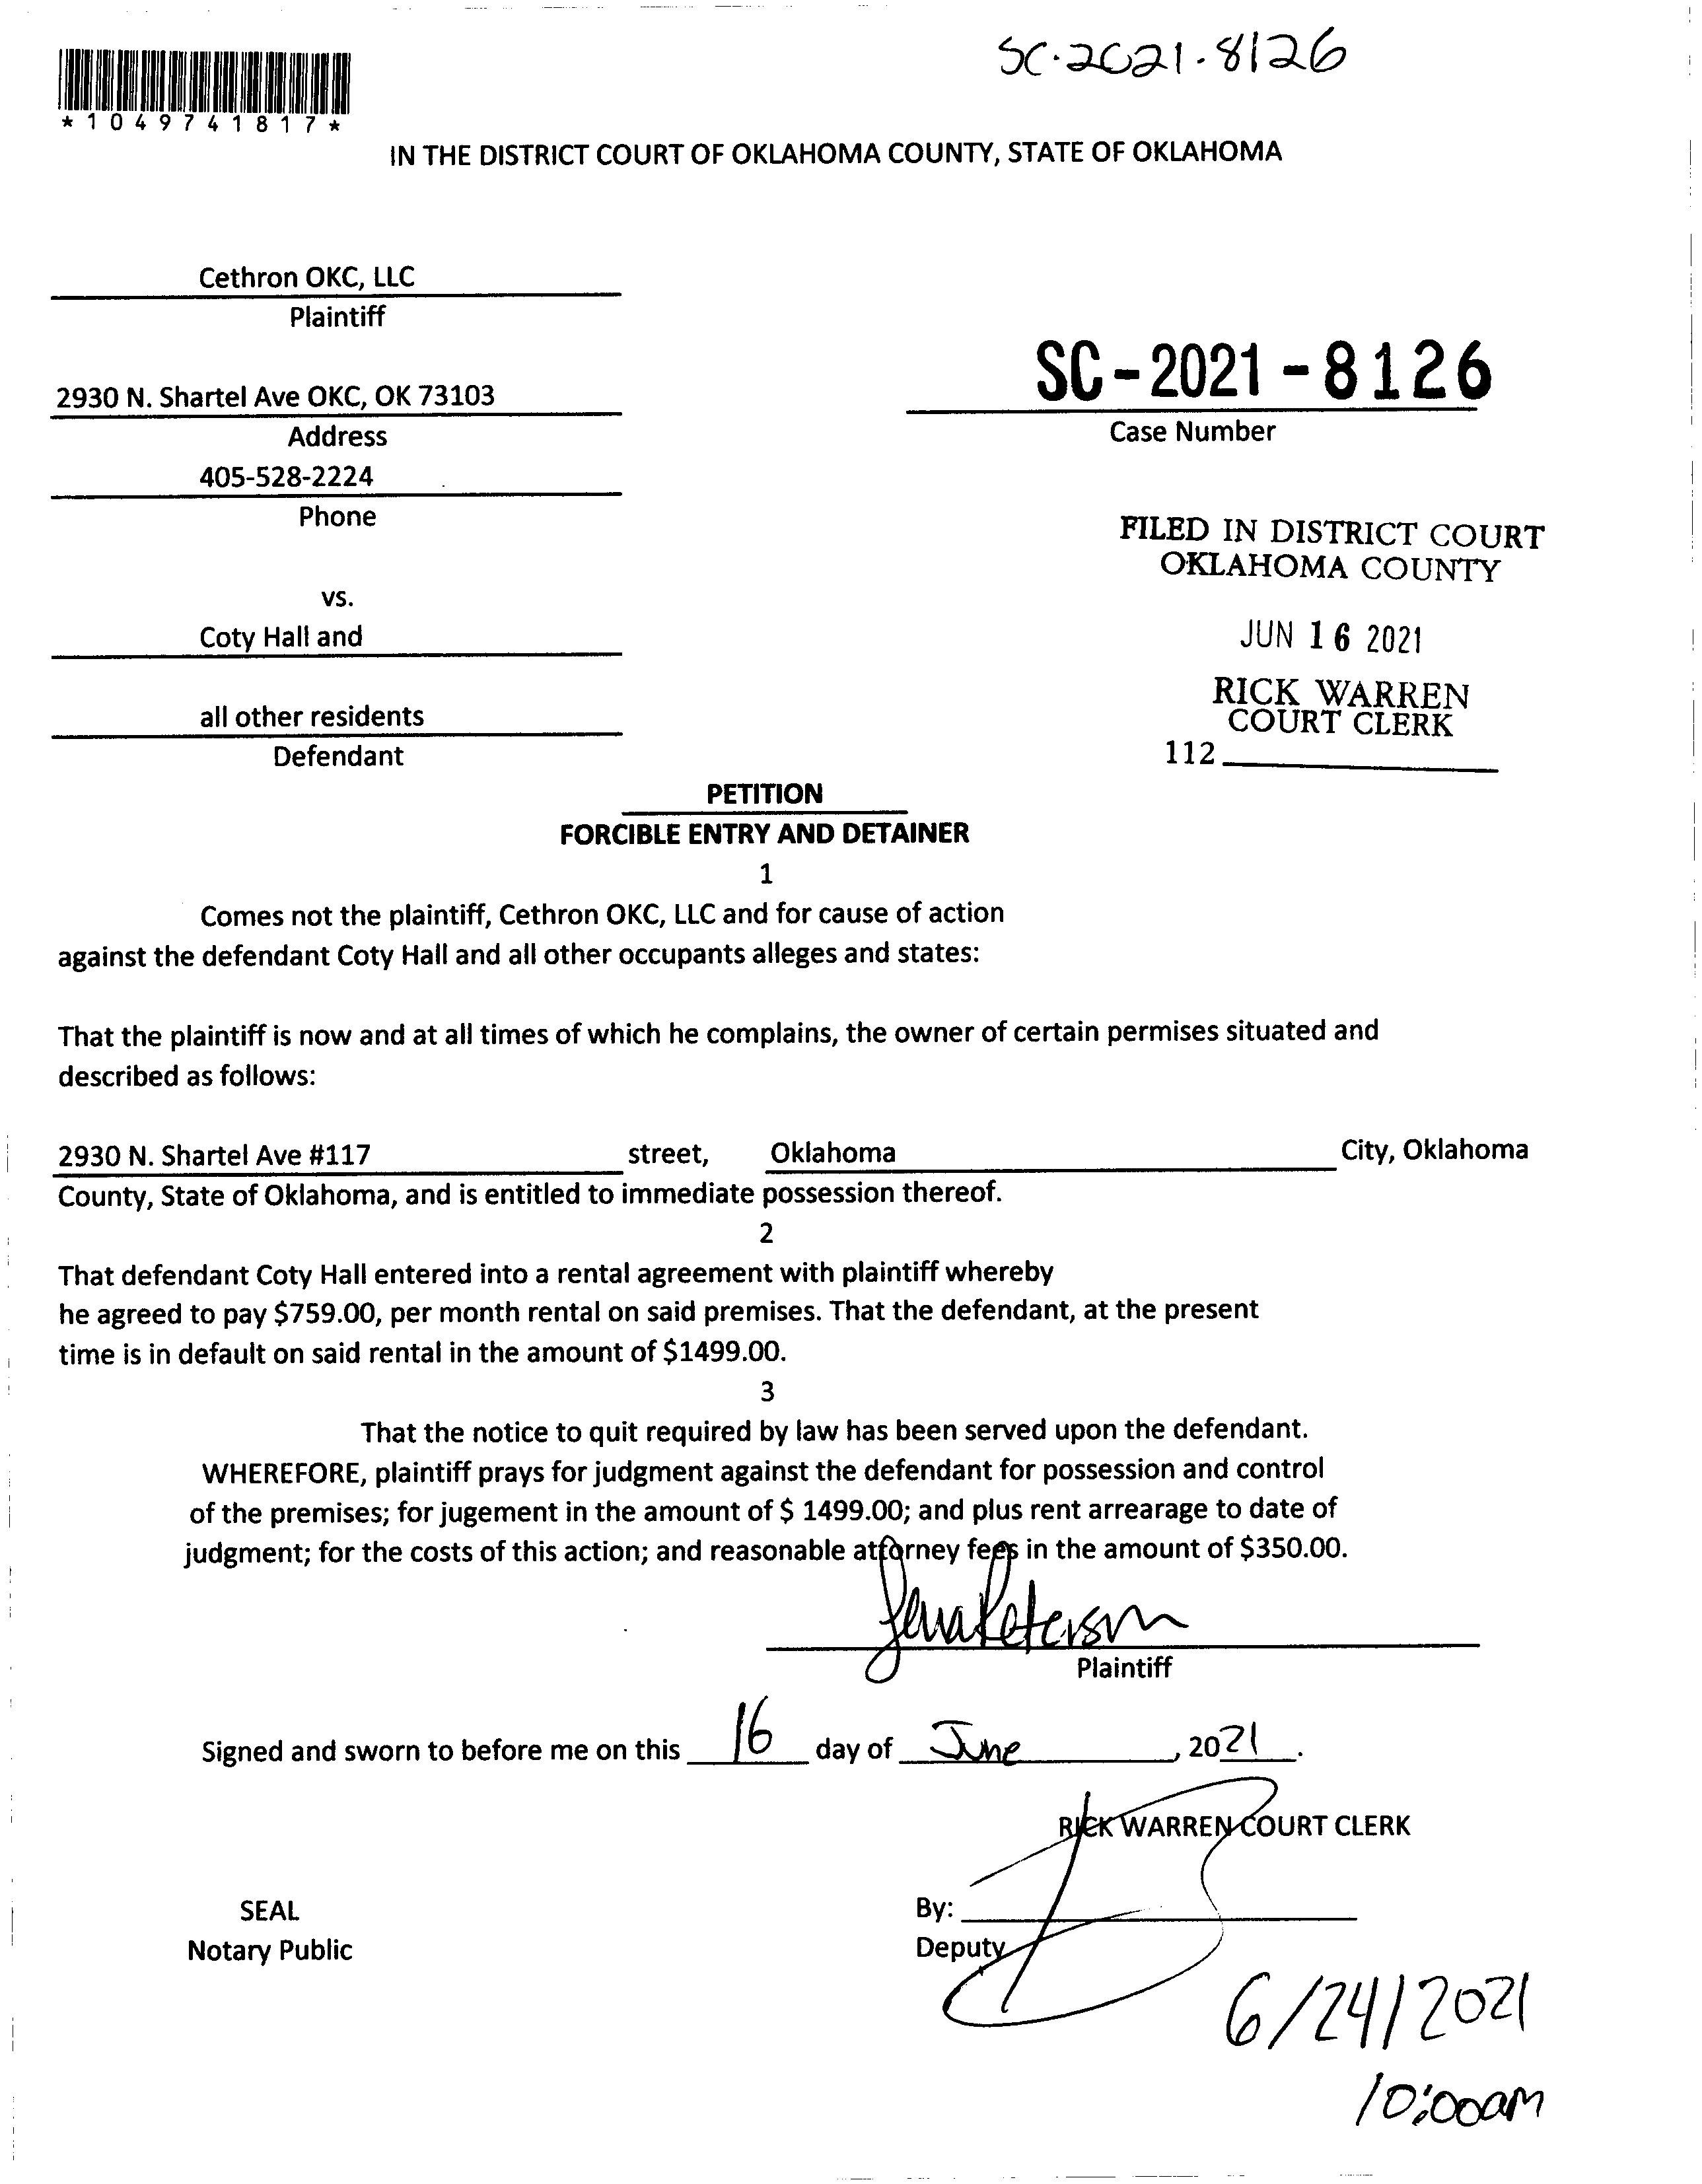 SC·2021·8126
*1049741817*
IN THE DISTRICT COURT OF OKLAHOMA COUNTY, STATE OF OKLAHOMA
Cethron OKC, LLC
Plaintiff
2930 N. Shartel Ave OKC, OK 73103
Address
405-528-2224
Phone
SC-2021-8126
Case Number
FILED IN DISTRICT COURT
OKLAHOMA COUNTY
JUN 16 2021
RICK WARREN
COURT CLERK
112
vs.
Coty Hall and
all other residents
Defendant
PETITION
FORCIBLE ENTRY AND DETAINER
1
Comes not the plaintiff, Cethron OKC, LLC and for cause of action
against the defendant Coty Hall and all other occupants alleges and states:
That the plaintiff is now and at all times of which he complains, the owner of certain permises situated and
described as follows:
2930 N. Shartel Ave #117 street, Oklahoma City, Oklahoma
County, State of Oklahoma, and is entitled to immediate possession thereof.
2
That defendant Coty Hall entered into a rental agreement with plaintiff whereby
he agreed to pay $759.00, per month rental on said premises. That the defendant, at the present
time is in default on said rental in the amount of $1499.00.
3
That the notice to quit required by law has been served upon the defendant.
WHEREFORE, plaintiff prays for judgment against the defendant for possession and control
of the premises; for jugement in the amount of $ 1499.00; and plus rent arrearage to date of
judgment; for the costs of this action; and reasonable attorney fees in the amount of $350.00.
Plaintiff
Signed and sworn to before me on this 16 day of June, 2021.
RICK WARREN COURT CLERK
SEAL
Notary Public
By:
Deputy
6/24/2021
10:00am